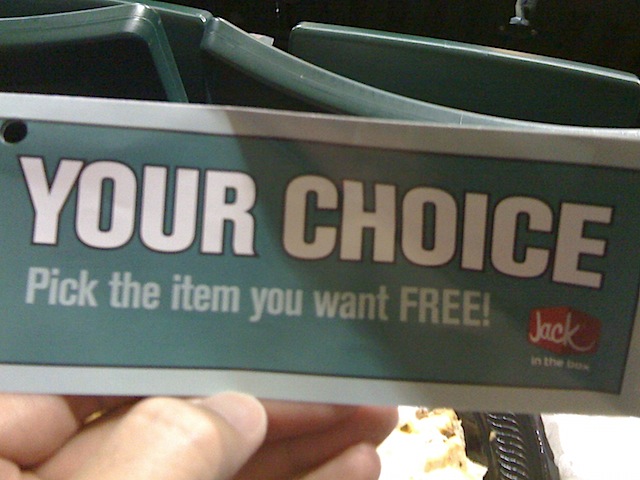 YOUR CHOICE
Pick the item you want FREE!
Jack
in the box